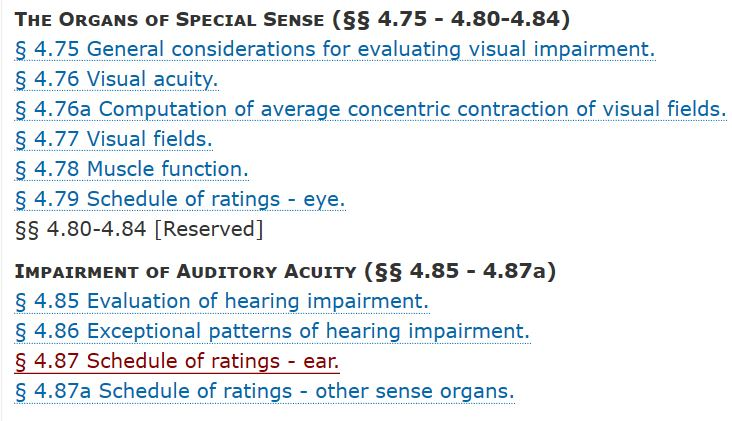 THE ORGANS OF SPECIAL SENSE (§§ 4.75 - 4.80-4.84)
§ 4.75 General considerations for evaluating visual impairment.
§ 4.76 Visual acuity.
§ 4.76a Computation of average concentric contraction of visual fields.
§ 4.77 Visual fields.
§ 4.78 Muscle function.
§ 4.79 Schedule of ratings - eye.
§§ 4.80-4.84 [Reserved]
IMPAIRMENT OF AUDITORY ACUITY (§§ 4.85 - 4.87a)
§ 4.85 Evaluation of hearing impairment.
§ 4.86 Exceptional patterns of hearing impairment.
§ 4.87 Schedule of ratings - ear.
§ 4.87a Schedule of ratings - other sense organs.